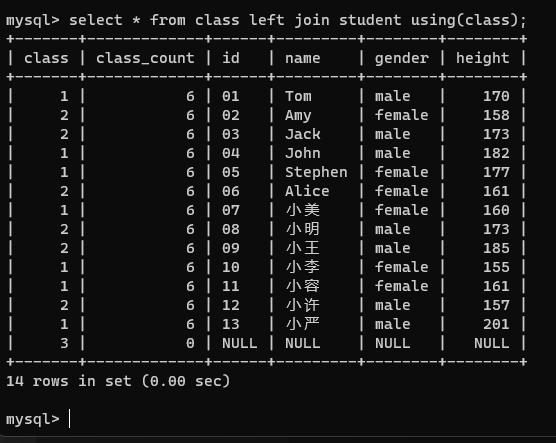 mysql> select * from class left join student using(class);
+-------+-------------+------+---------+--------+--------+
| class | class_count | id   | name    | gender | height |
+-------+-------------+------+---------+--------+--------+
|     1 |           6 | 01   | Tom     | male   |    170 |
|     2 |           6 | 02   | Amy     | female |    158 |
|     2 |           6 | 03   | Jack    | male   |    173 |
|     1 |           6 | 04   | John    | male   |    182 |
|     1 |           6 | 05   | Stephen | female |    177 |
|     2 |           6 | 06   | Alice   | female |    161 |
|     1 |           6 | 07   | 小美    | female |    160 |
|     2 |           6 | 08   | 小明    | male   |    173 |
|     2 |           6 | 09   | 小王    | male   |    185 |
|     1 |           6 | 10   | 小李    | female |    155 |
|     1 |           6 | 11   | 小容    | female |    161 |
|     2 |           6 | 12   | 小许    | male   |    157 |
|     1 |           6 | 13   | 小严    | male   |    201 |
|     3 |           0 | NULL | NULL    | NULL   |   NULL |
+-------+-------------+------+---------+--------+--------+
14 rows in set (0.00 sec)
mysql>